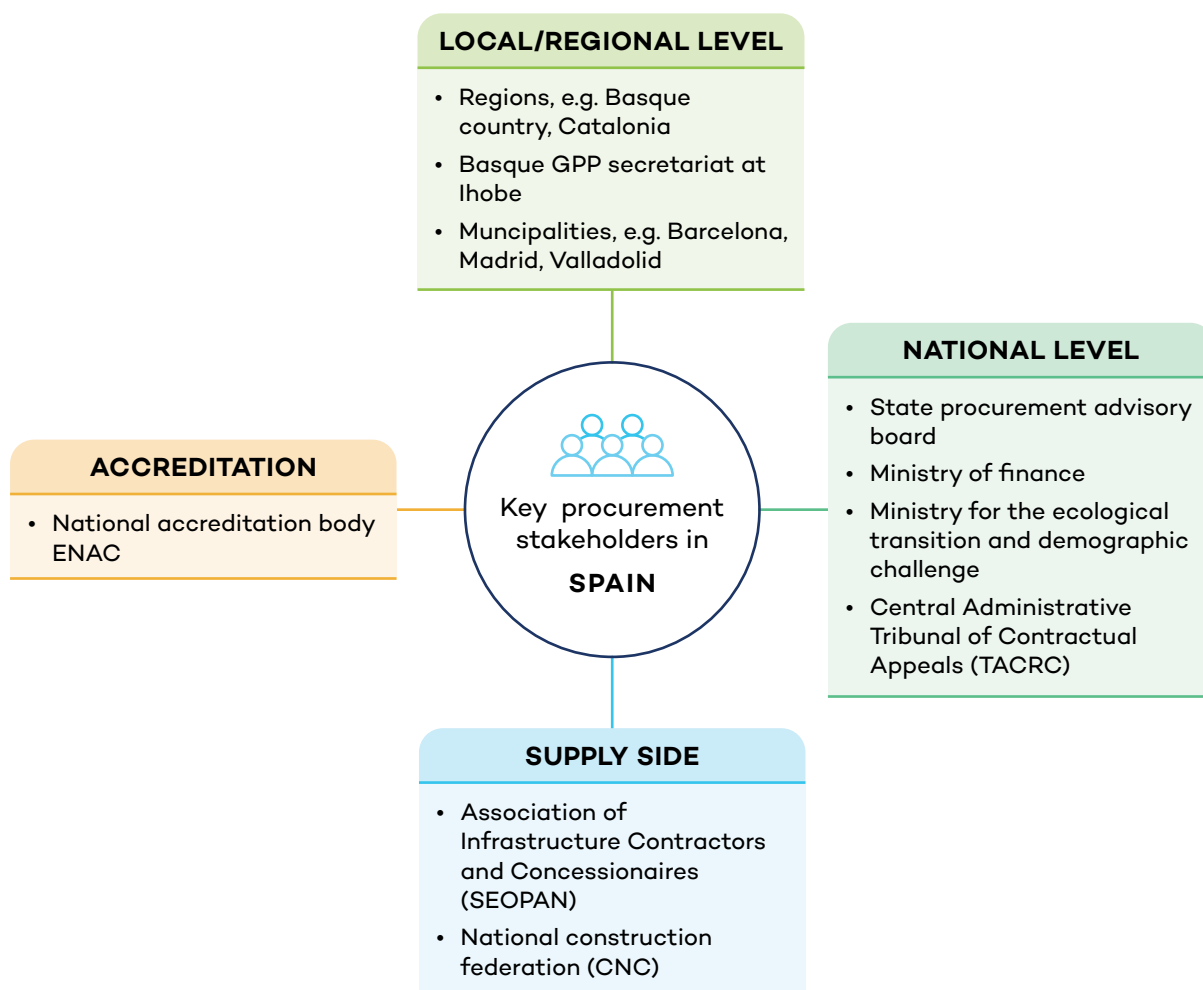 LOCAL/REGIONAL LEVEL
• Regions, e.g. Basque
country, Catalonia
• Basque GPP secretariat at
Ihobe
• Muncipalities, e.g. Barcelona,
Madrid, Valladolid
NATIONAL LEVEL
• State procurement advisory
board
• Ministry of finance
• Ministry for the ecological
transition and demographic
challenge
• Central Administrative
Tribunal of Contractual
Appeals (TACRC)
ACCREDITATION
• National accreditation body
ENAC
Key procurement
stakeholders in
SPAIN
SUPPLY SIDE
• Association of
Infrastructure Contractors
and Concessionaires
(SEOPAN)
• National construction
federation (CNC)